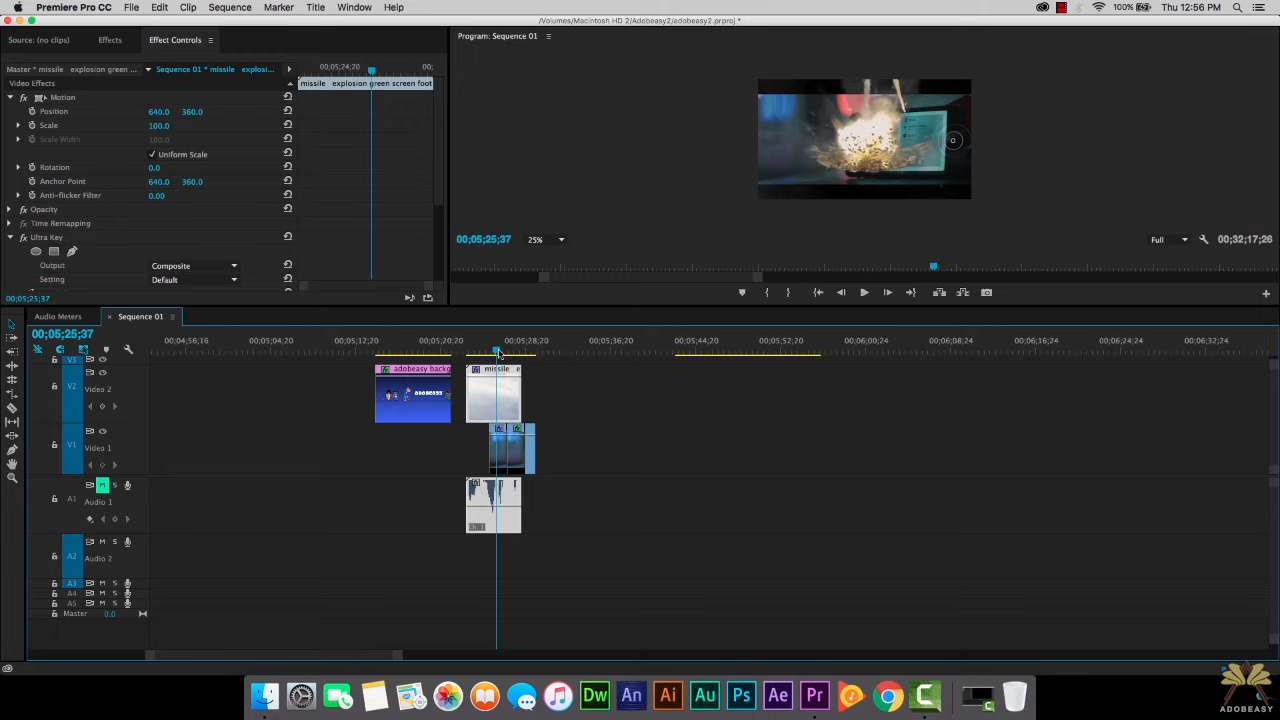 Premiere Pro CC File Edit Clip Sequence Marker Title Window Help 100% Thu 12:56 PM
/Volumes/Macintosh HD 2/Adobeasy2/adobeasy2.prproj *
Source: (no clips) Effects Effect Controls
Program: Sequence 01
Master * missile explosion green ... Sequence 01 * missile explosi...
00;05;24;20 00;
Video Effects
missile explosion green screen foot
fx Motion
Position 640.0 360.0
Scale 100.0
Scale Width 100.0
Uniform Scale
Rotation 0.0
Anchor Point 640.0 360.0
Anti-flicker Filter 0.00
fx Opacity
fx Time Remapping
fx Ultra Key
Output Composite
Setting Default
00;05;25;37
00;05;25;37 25% Full 00;32;17;26
Audio Meters Sequence 01
00;05;25;37
00;04;56;16 00;05;04;20 00;05;12;20 00;05;20;20 00;05;28;20 00;05;36;20 00;05;44;20 00;05;52;20 00;06;00;24 00;06;08;24 00;06;16;24 00;06;24;24 00;06;32;24
V3
V2 Video 2
adobeasy backg
missile e
ADOBEASY
V1 Video 1
A1 M S Audio 1
A2 M S Audio 2
A3 M S
A4 M S
A5 M S
Master 0.0
Dw An Ai Au Ps Ae Pr
ADOBEASY